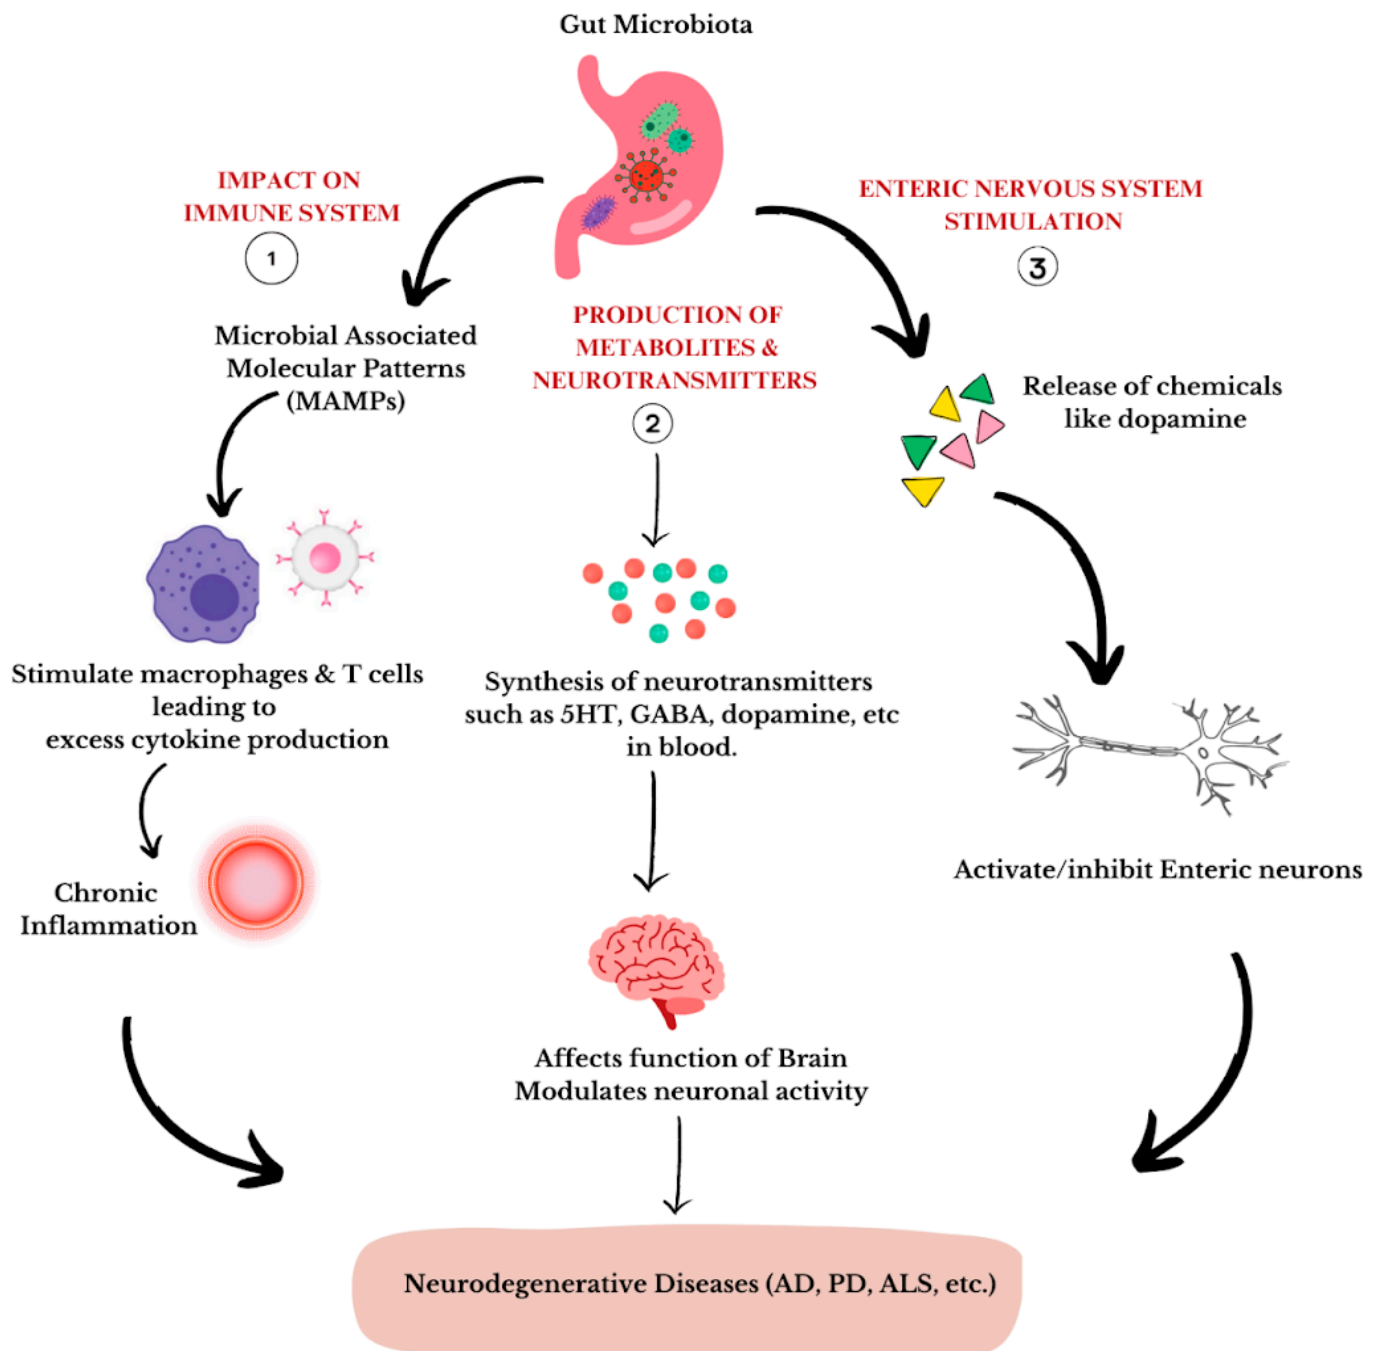 Gut Microbiota
IMPACT ON
IMMUNE SYSTEM
1
Microbial Associated
Molecular Patterns
(MAMPs)
Stimulate macrophages & T cells
leading to
excess cytokine production
Chronic
Inflammation
PRODUCTION OF
METABOLITES &
NEUROTRANSMITTERS
2
Synthesis of neurotransmitters
such as 5HT, GABA, dopamine, etc
in blood.
Affects function of Brain
Modulates neuronal activity
ENTERIC NERVOUS SYSTEM
STIMULATION
3
Release of chemicals
like dopamine
Activate/inhibit Enteric neurons
Neurodegenerative Diseases (AD, PD, ALS, etc.)